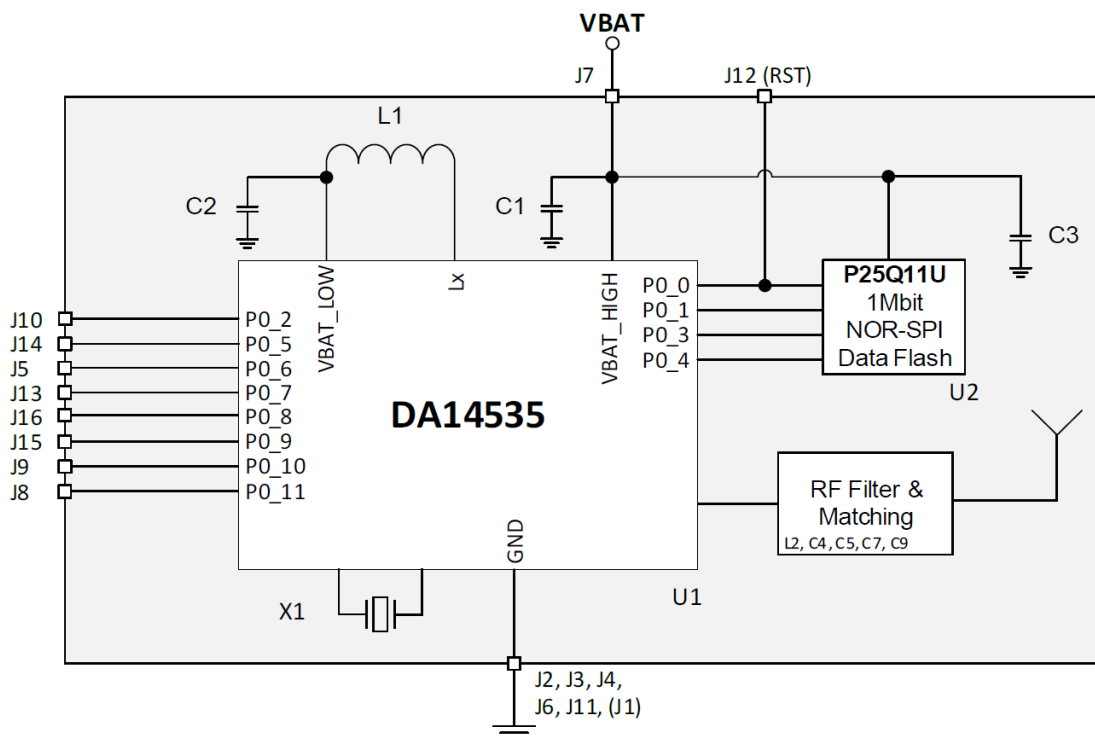 VBAT
J7
J12 (RST)
L1
C2
C1
C3
VBAT_LOW
Lx
VBAT_HIGH
P0_0
P0_1
P0_3
P0_4
P25Q11U
1Mbit
NOR-SPI
Data Flash
U2
J10
J14
J5
J13
J16
J15
J9
J8
P0_2
P0_5
P0_6
P0_7
P0_8
P0_9
P0_10
P0_11
DA14535
RF Filter &
Matching
L2, C4, C5, C7, C9
GND
X1
U1
J2, J3, J4,
J6, J11, (J1)